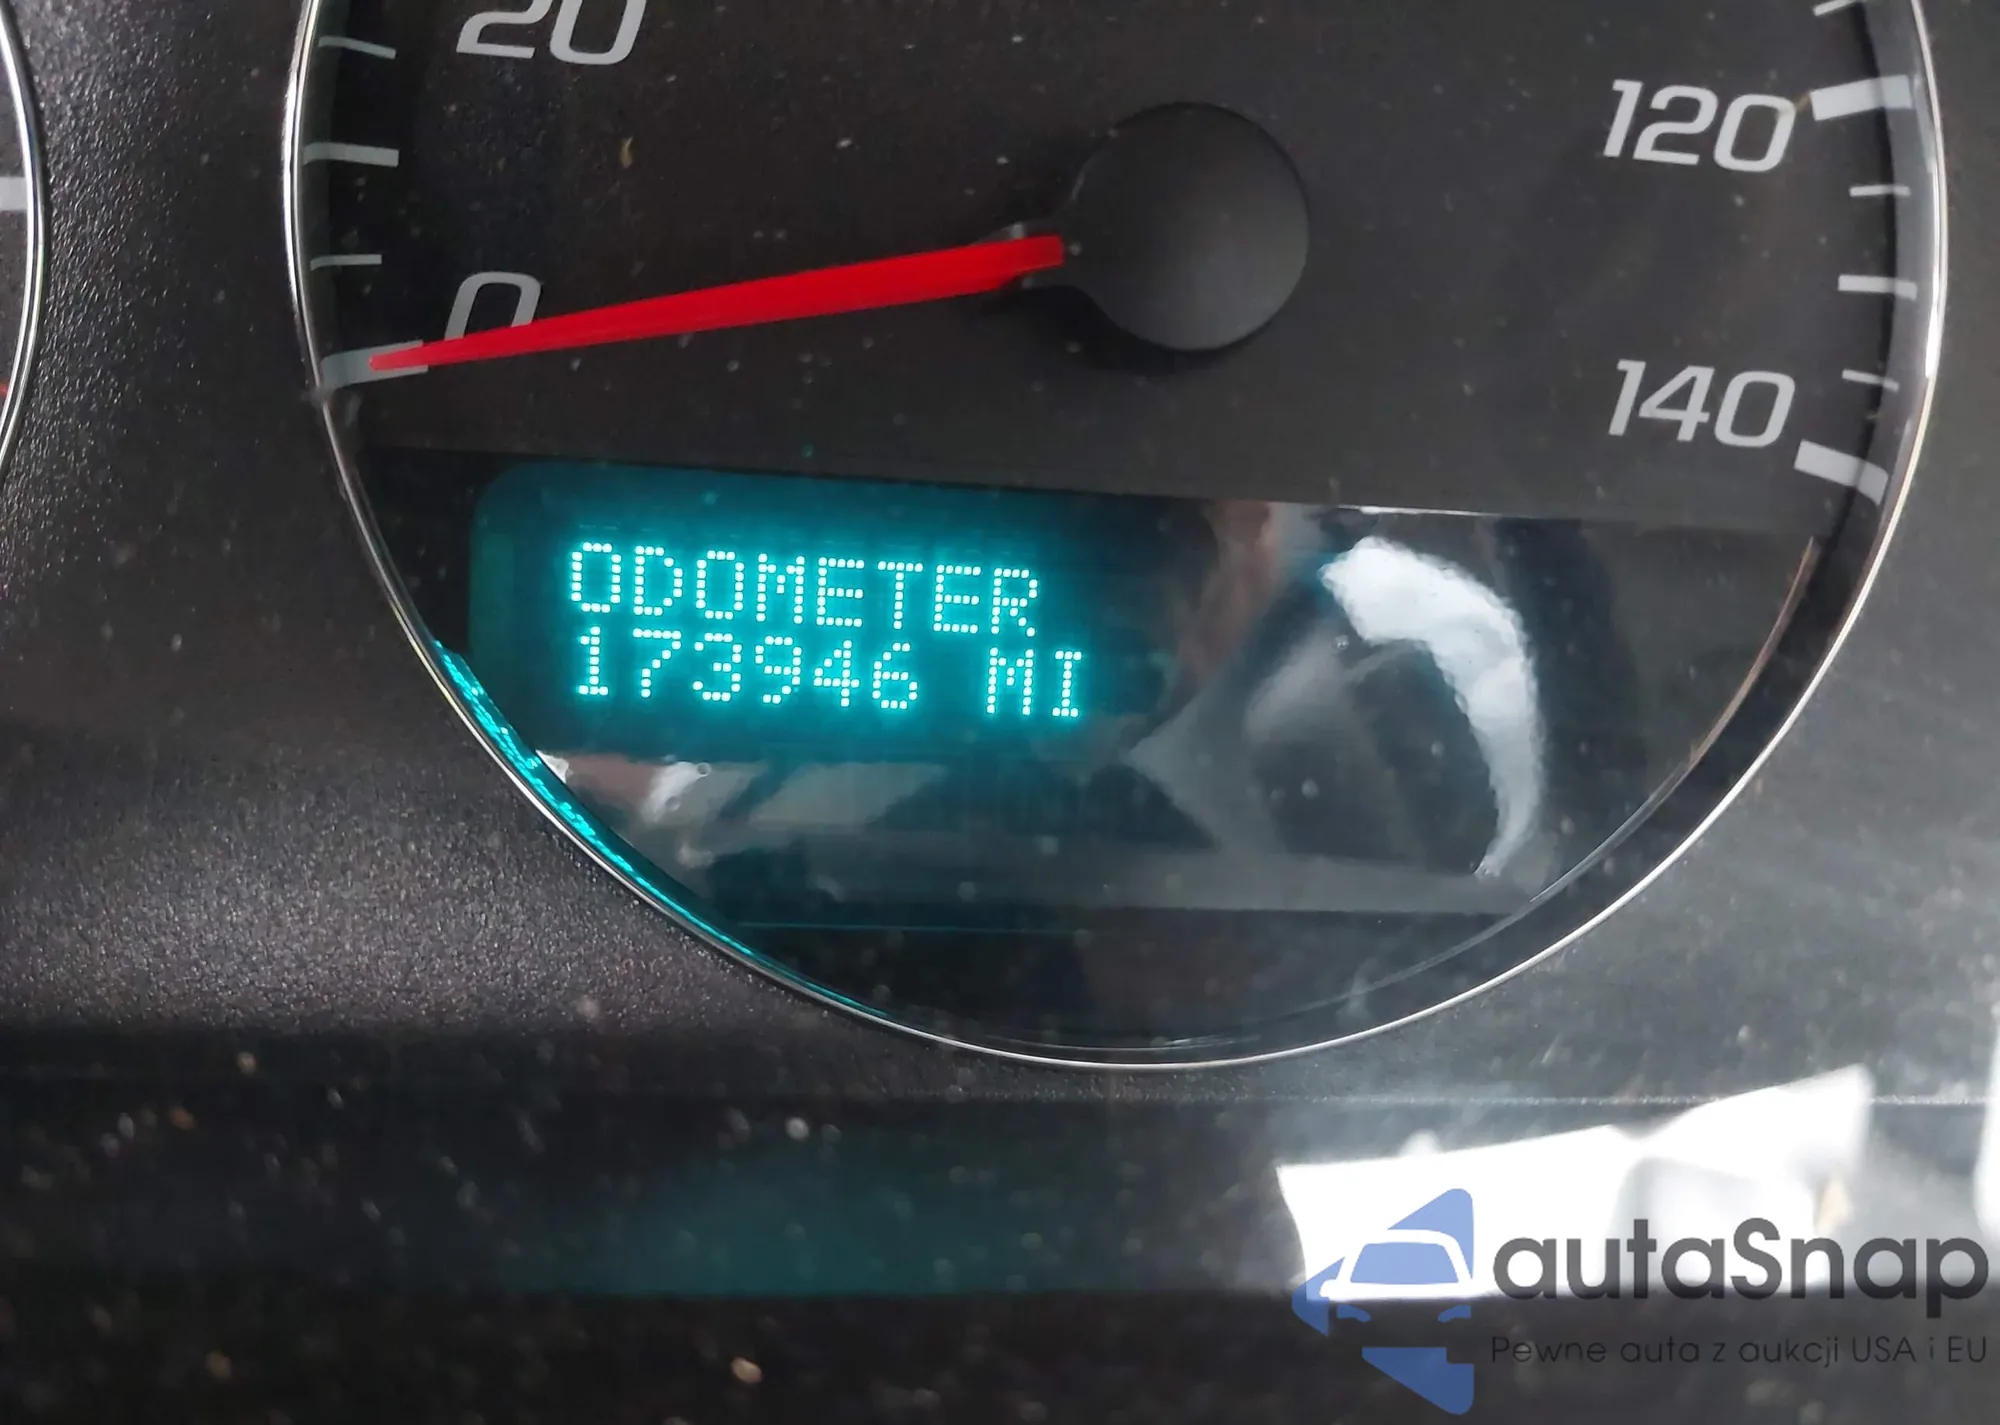 20
120
0
140
ODOMETER
173946 MI
autaSnap
Pewne auta z aukcji USA i EU